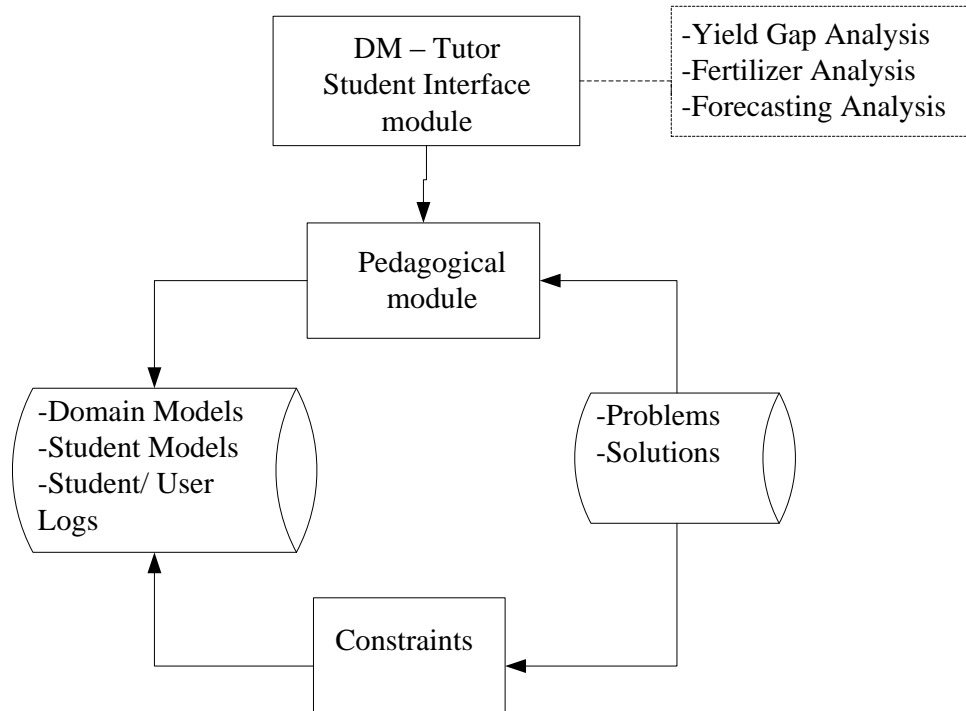 DM – Tutor
Student Interface
module
-Yield Gap Analysis
-Fertilizer Analysis
-Forecasting Analysis
Pedagogical
module
-Domain Models
-Student Models
-Student/ User
Logs
-Problems
-Solutions
Constraints